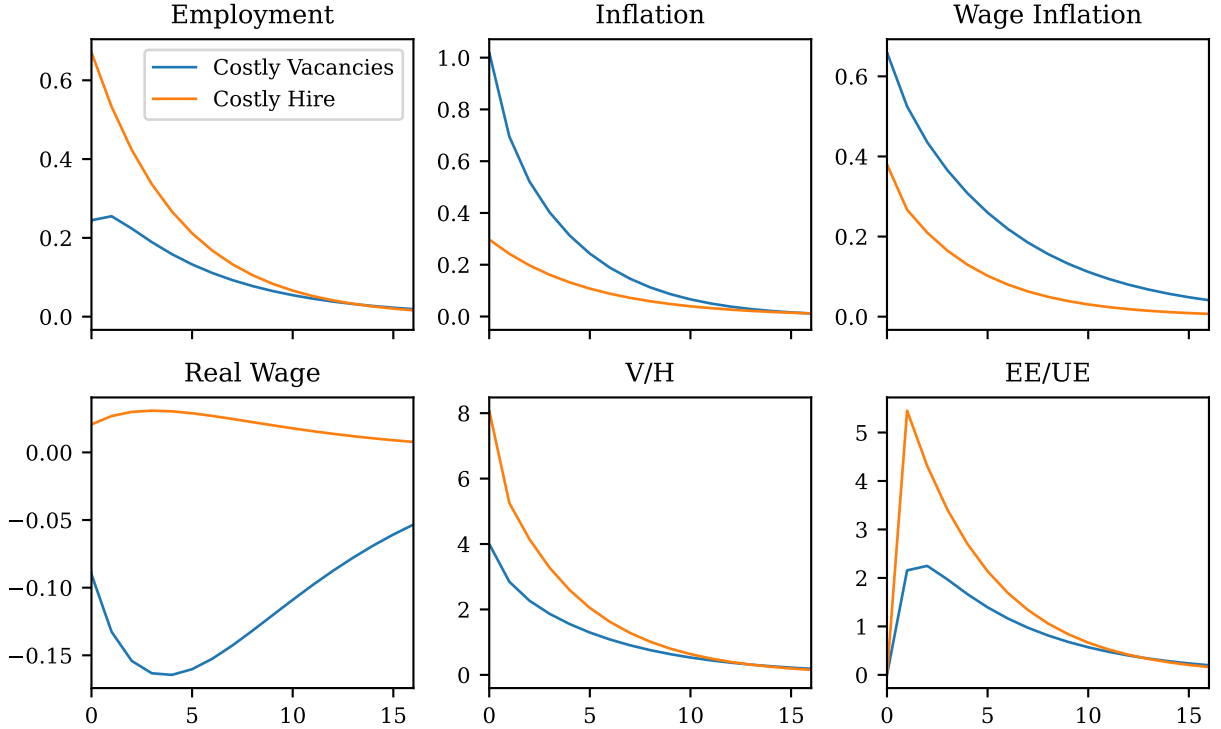 Employment
Inflation
Wage Inflation
Costly Vacancies
Costly Hire
0.6
0.4
0.2
0.0
1.0
0.8
0.6
0.4
0.2
0.0
0.6
0.4
0.2
0.0
Real Wage
V/H
EE/UE
0.00
−0.05
−0.10
−0.15
0 5 10 15
8
6
4
2
0
0 5 10 15
5
4
3
2
1
0
0 5 10 15